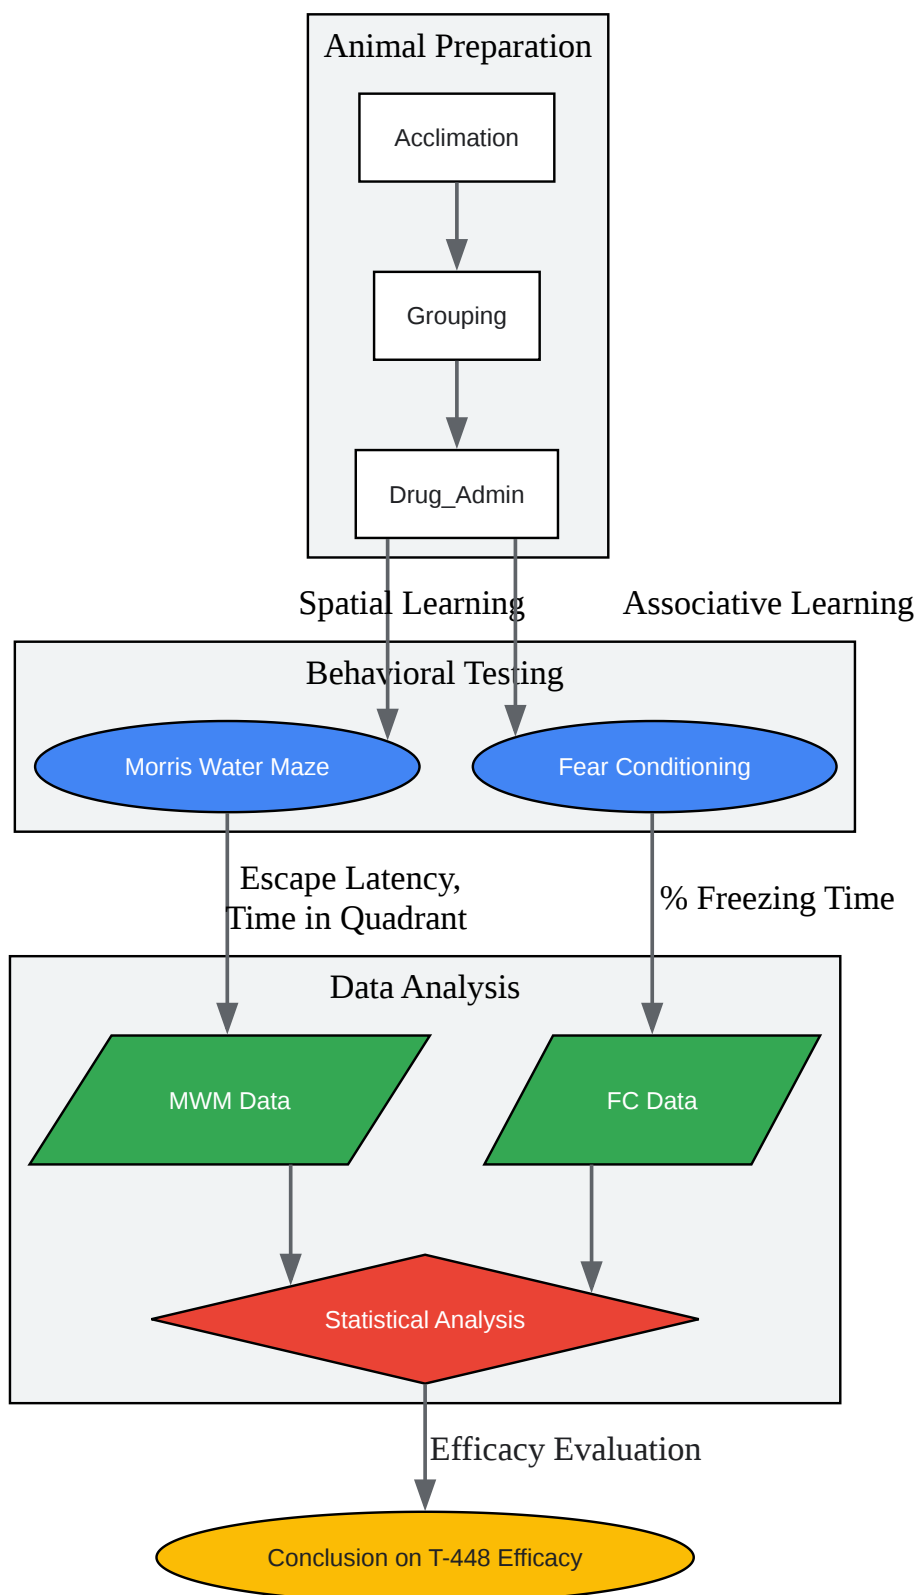 Animal Preparation
Acclimation
Grouping
Drug_Admin
Spatial Learning
Associative Learning
Behavioral Testing
Morris Water Maze
Fear Conditioning
Escape Latency,
Time in Quadrant
% Freezing Time
Data Analysis
MWM Data
FC Data
Statistical Analysis
Efficacy Evaluation
Conclusion on T-448 Efficacy